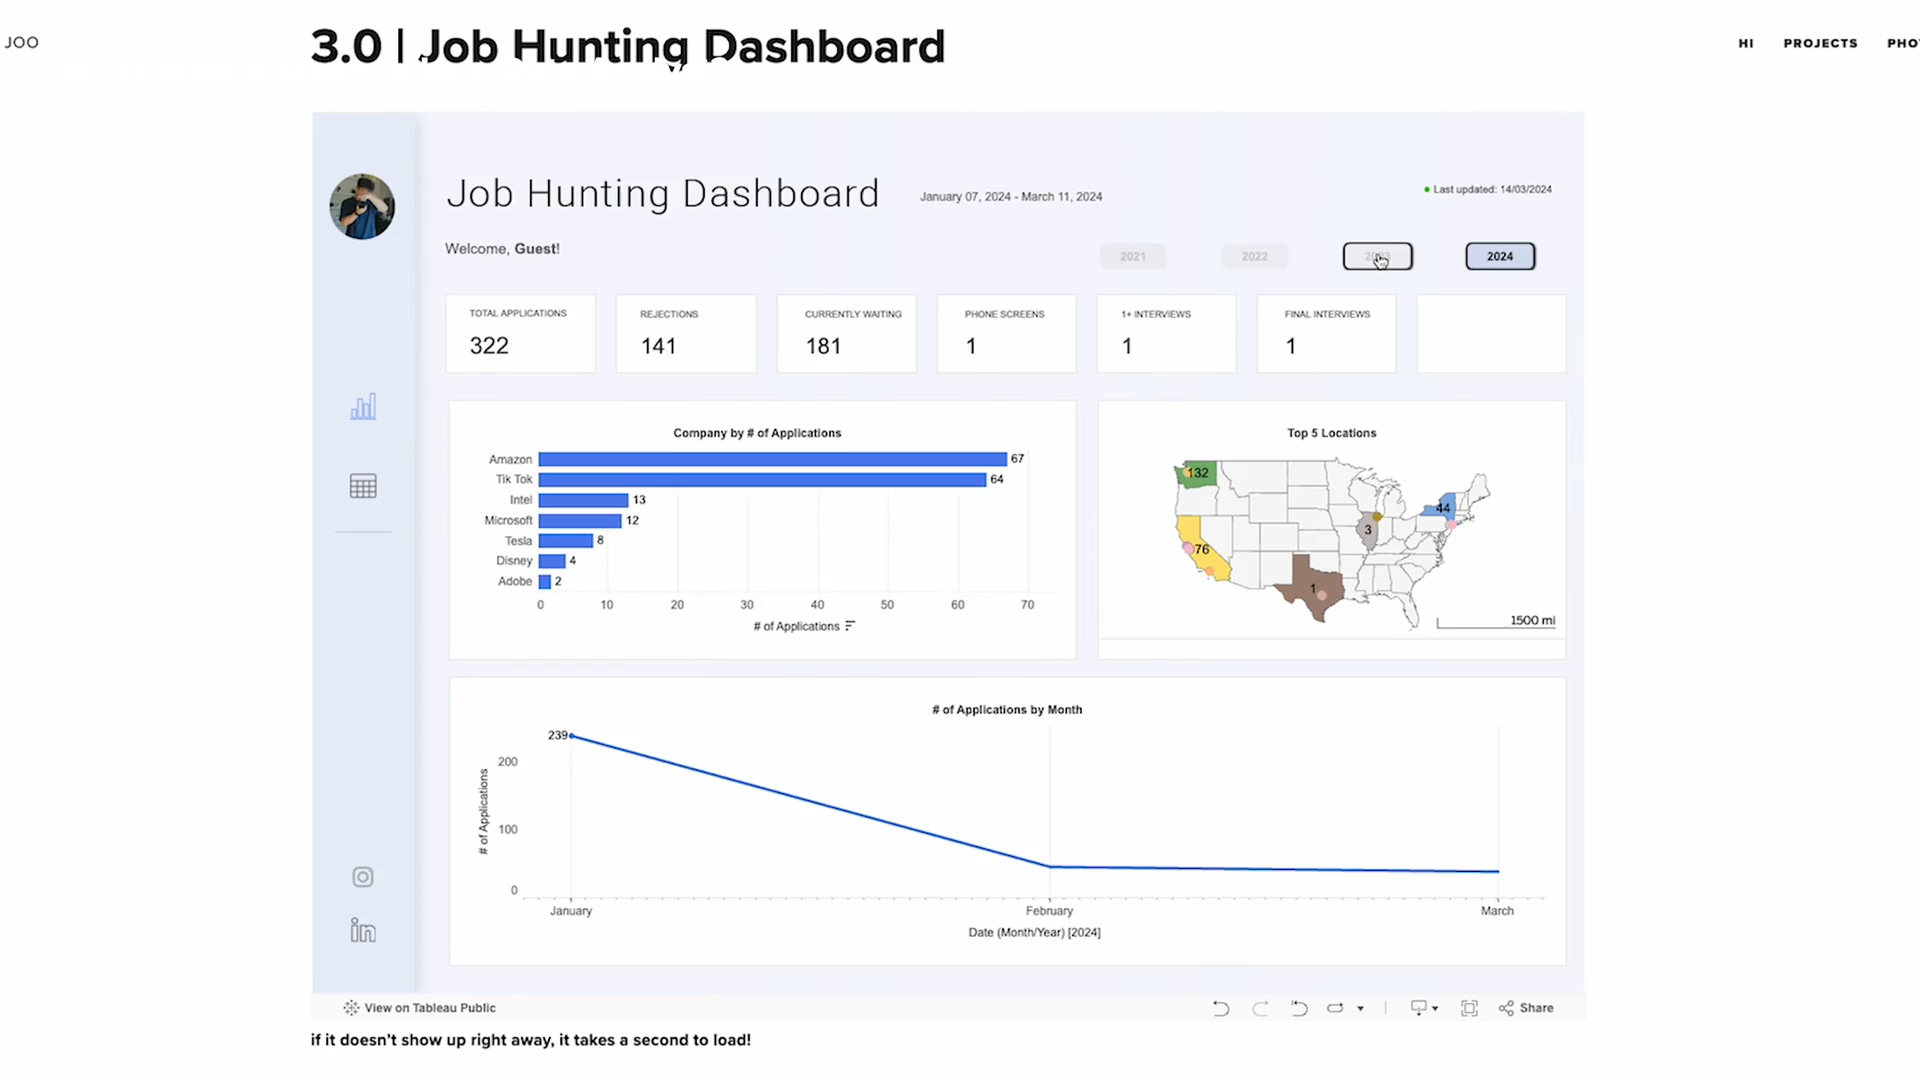 JOO
3.0 | Job Hunting Dashboard
HI PROJECTS PHO
Job Hunting Dashboard
January 07, 2024 - March 11, 2024
Last updated: 14/03/2024
Welcome, Guest!
2021 2022 2024
TOTAL APPLICATIONS
322
REJECTIONS
141
CURRENTLY WAITING
181
PHONE SCREENS
1
1+ INTERVIEWS
1
FINAL INTERVIEWS
1
Company by # of Applications
Amazon 67
Tik Tok 64
Intel 13
Microsoft 12
Tesla 8
Disney 4
Adobe 2
0 10 20 30 40 50 60 70
# of Applications
Top 5 Locations
132
44
3
76
1
1500 mi
# of Applications by Month
239
200
100
0
# of Applications
January February March
Date (Month/Year) [2024]
in
View on Tableau Public
Share
if it doesn't show up right away, it takes a second to load!